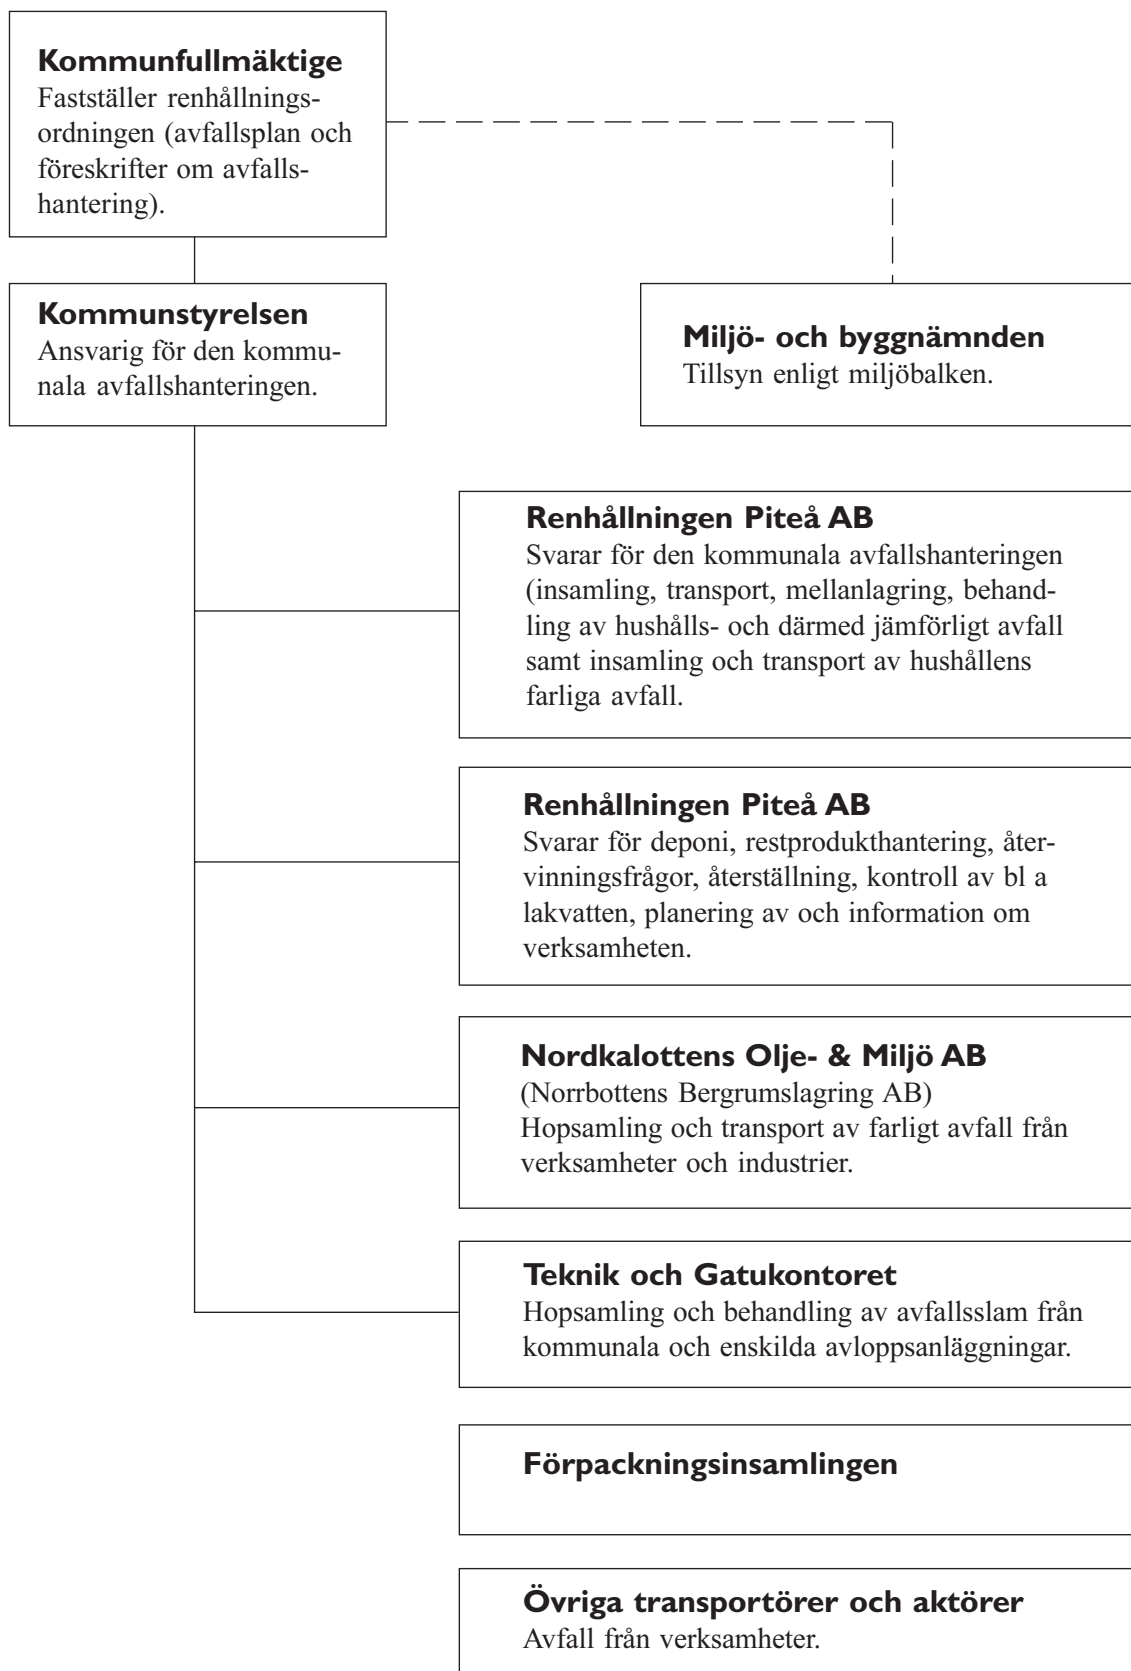 Kommunfullmäktige
Fastställer renhållnings-
ordningen (avfallsplan och
föreskrifter om avfalls-
hantering).
Kommunstyrelsen
Ansvarig för den kommu-
nala avfallshanteringen.
Miljö- och byggnämnden
Tillsyn enligt miljöbalken.
Renhållningen Piteå AB
Svarar för den kommunala avfallshanteringen
(insamling, transport, mellanlagring, behand-
ling av hushålls- och därmed jämförligt avfall
samt insamling och transport av hushållens
farliga avfall.
Renhållningen Piteå AB
Svarar för deponi, restprodukthantering, åter-
vinningsfrågor, återställning, kontroll av bl a
lakvatten, planering av och information om
verksamheten.
Nordkalottens Olje- & Miljö AB
(Norrbottens Bergrumslagring AB)
Hopsamling och transport av farligt avfall från
verksamheter och industrier.
Teknik och Gatukontoret
Hopsamling och behandling av avfallsslam från
kommunala och enskilda avloppsanläggningar.
Förpackningsinsamlingen
Övriga transportörer och aktörer
Avfall från verksamheter.